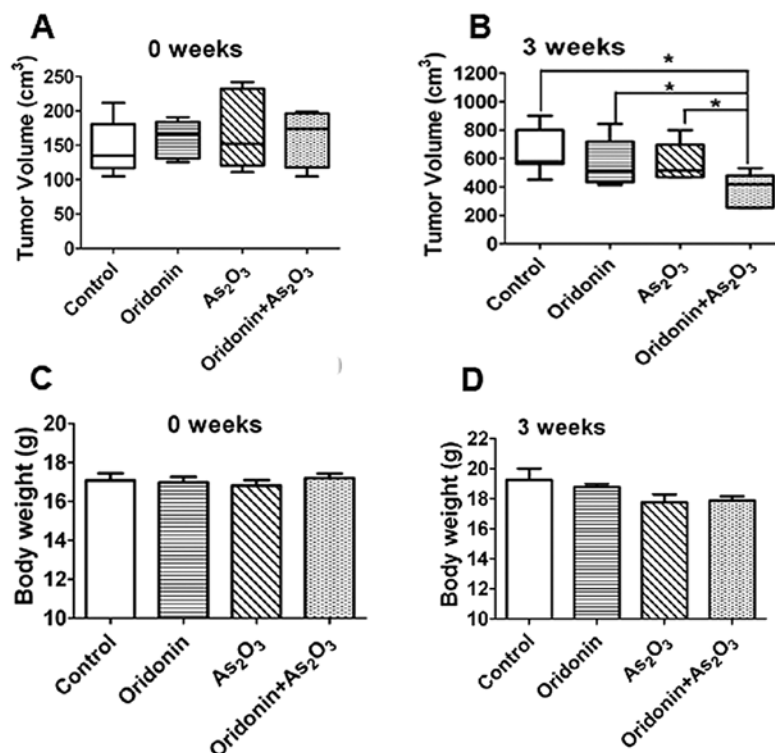 A
0 weeks
Tumor Volume (cm³)
250
200
150
100
50
0
Control
Oridonin
As₂O₃
Oridonin+As₂O₃
B
3 weeks
*
*
*
Tumor Volume (cm³)
1200
1000
800
600
400
200
0
Control
Oridonin
As₂O₃
Oridonin+As₂O₃
C
0 weeks
Body weight (g)
20
18
16
14
12
10
Control
Oridonin
As₂O₃
Oridonin+As₂O₃
D
3 weeks
Body weight (g)
22
20
18
16
14
12
10
Control
Oridonin
As₂O₃
Oridonin+As₂O₃